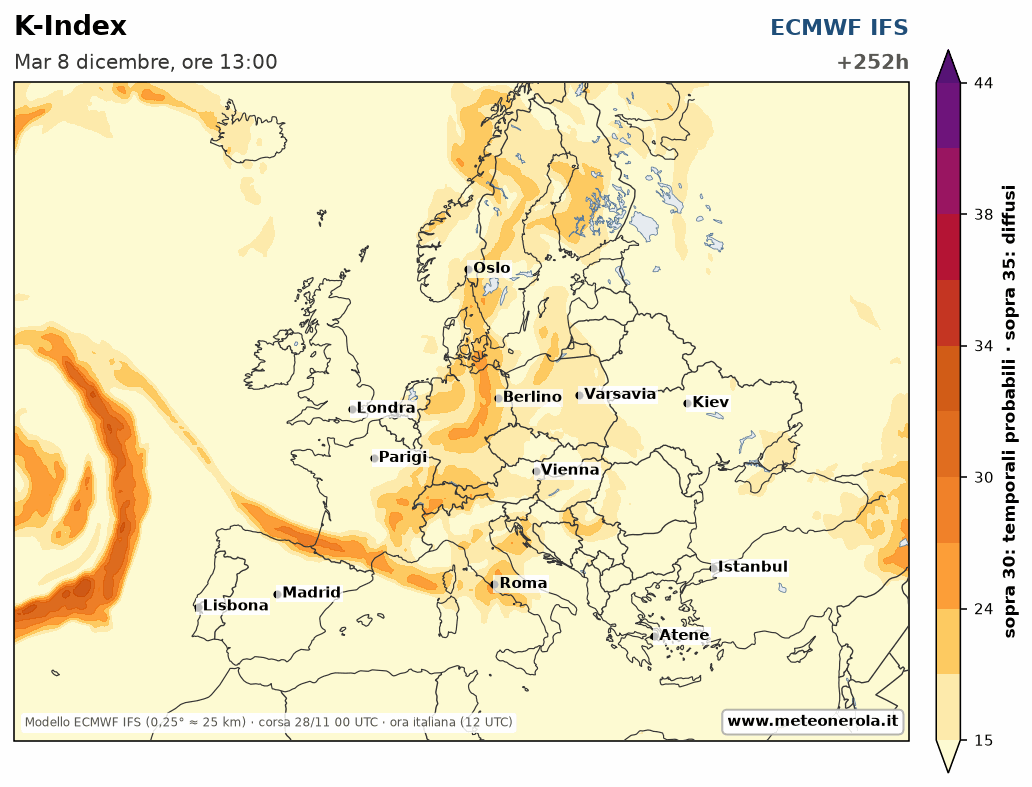 K-Index
ECMWF IFS
Mar 8 dicembre, ore 13:00
+252h
44
38
34
30
24
15
sopra 30: temporali probabili · sopra 35: diffusi
Oslo
Berlino
Varsavia
Kiev
Londra
Parigi
Vienna
Istanbul
Roma
Madrid
Lisbona
Atene
Modello ECMWF IFS (0,25° ≈ 25 km) · corsa 28/11 00 UTC · ora italiana (12 UTC)
www.meteonerola.it